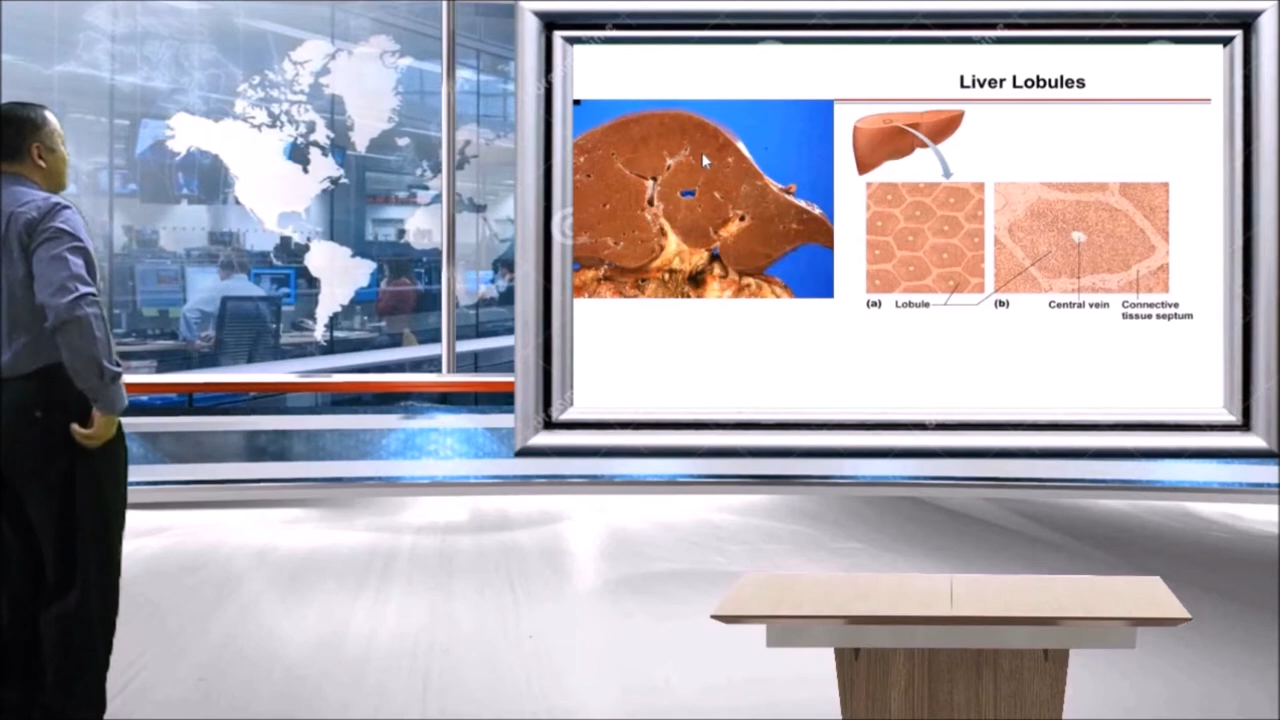 Liver Lobules
(a) Lobule (b) Central vein Connective
tissue septum